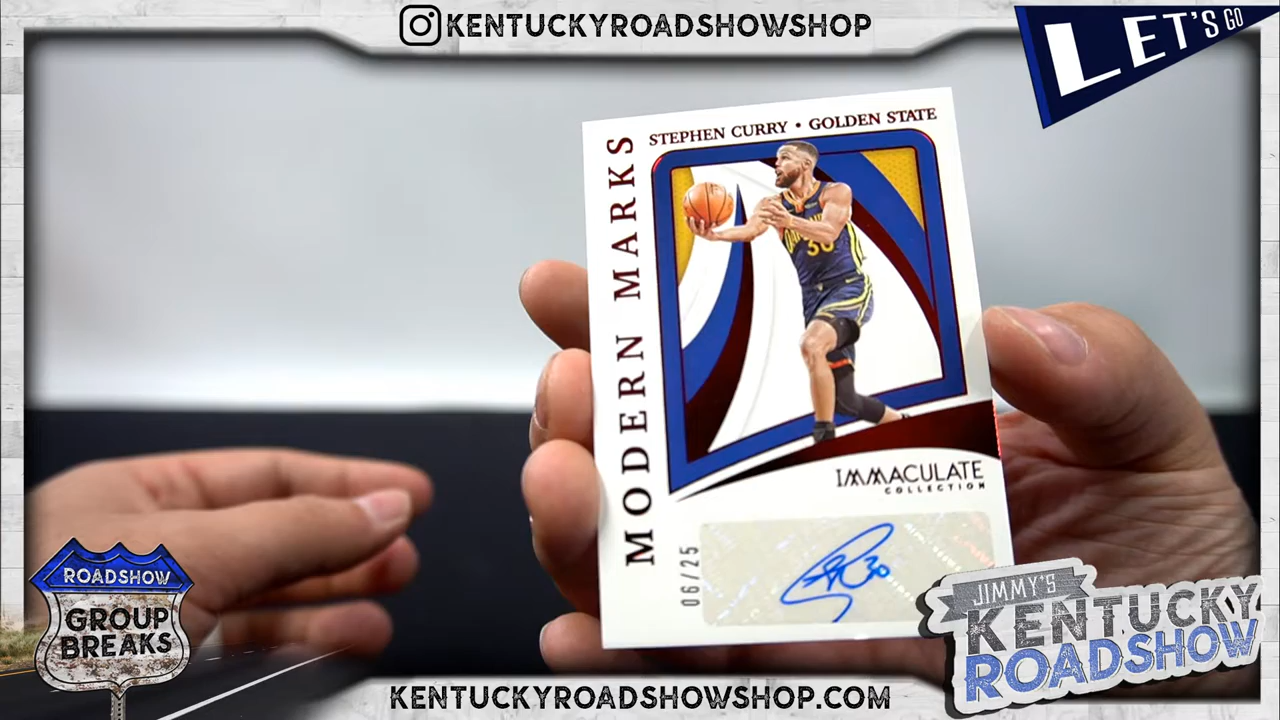 KENTUCKYROADSHOWSHOP
LET'S GO
STEPHEN CURRY • GOLDEN STATE
MODERN MARKS
30
IMMACULATE
COLLECTION
06/25
30
ROADSHOW
GROUP
BREAKS
JIMMY'S
KENTUCKY
ROADSHOW
KENTUCKYROADSHOWSHOP.COM